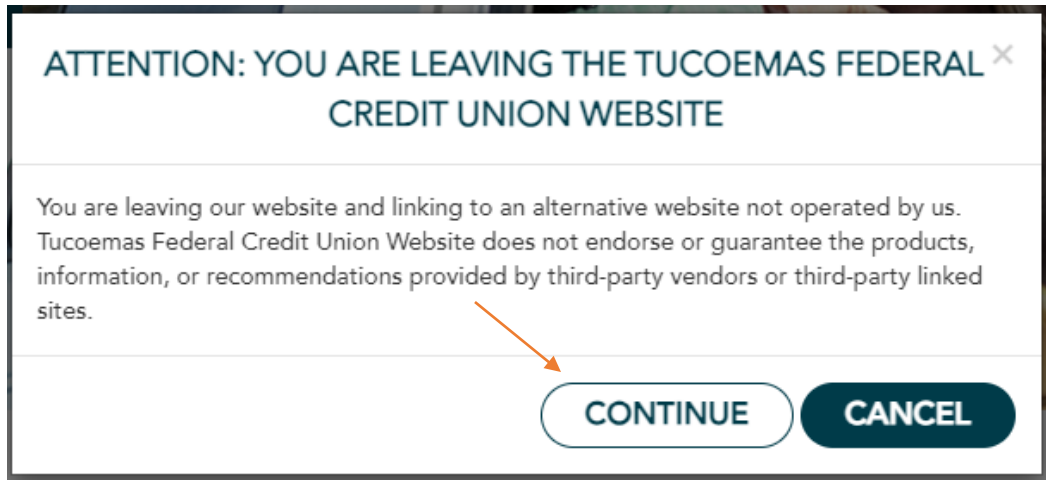 ATTENTION: YOU ARE LEAVING THE TUCOEMAS FEDERAL ×
CREDIT UNION WEBSITE
You are leaving our website and linking to an alternative website not operated by us.
Tucoemas Federal Credit Union Website does not endorse or guarantee the products,
information, or recommendations provided by third-party vendors or third-party linked
sites.
CONTINUE CANCEL